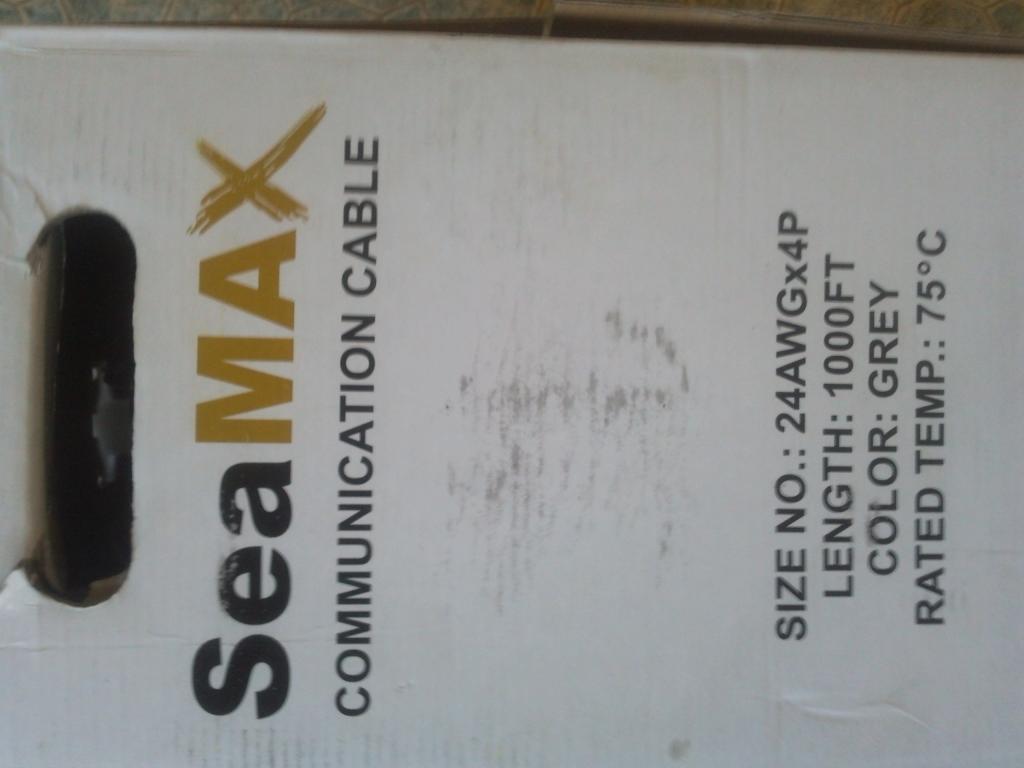 SeaMAX
COMMUNICATION CABLE
SIZE NO.: 24AWGx4P
LENGTH: 1000FT
COLOR: GREY
RATED TEMP.: 75°C